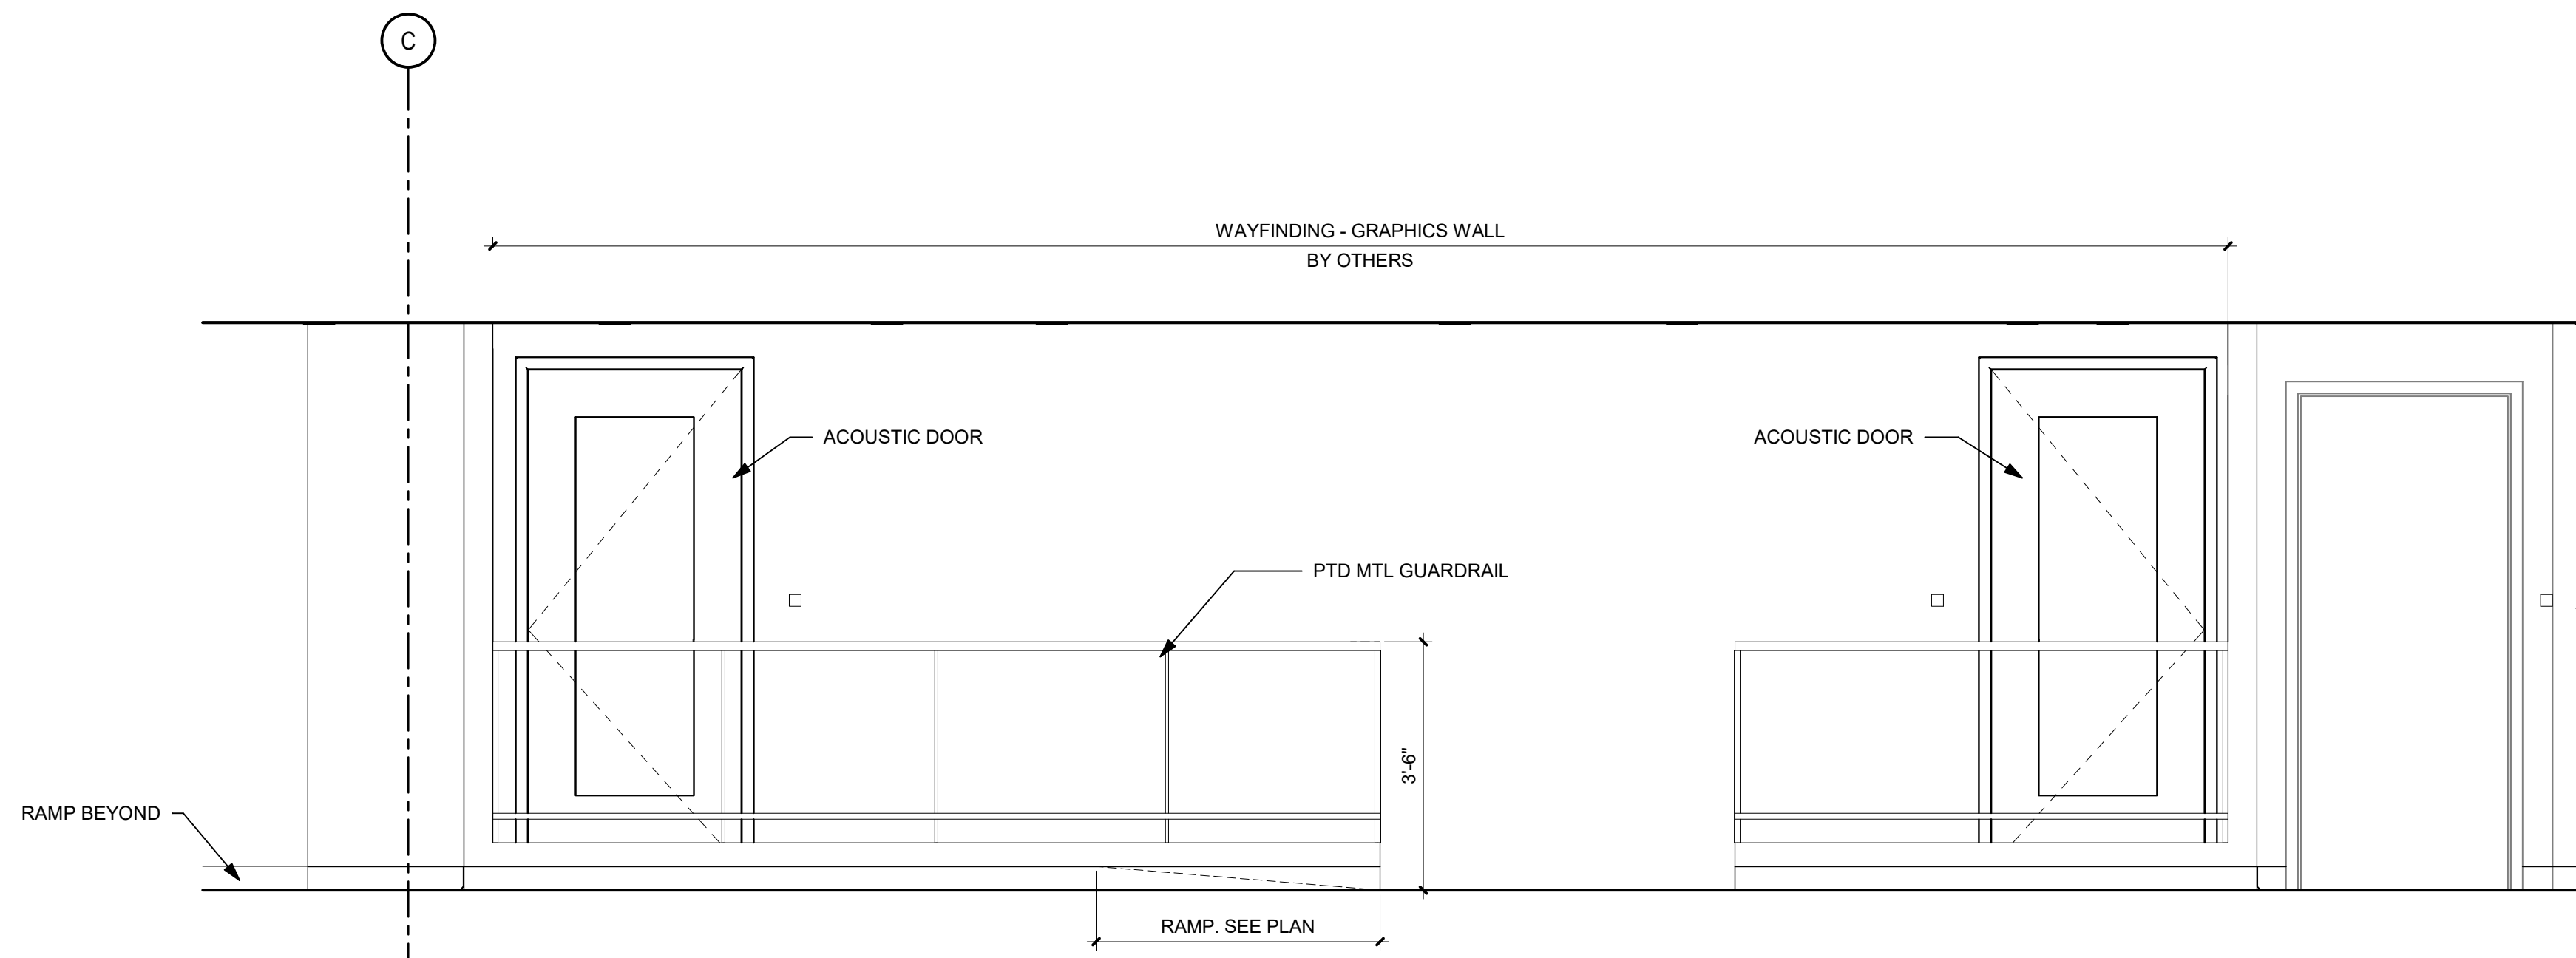 C
WAYFINDING - GRAPHICS WALL
BY OTHERS
ACOUSTIC DOOR
ACOUSTIC DOOR
PTD MTL GUARDRAIL
3'-6"
RAMP BEYOND
RAMP. SEE PLAN